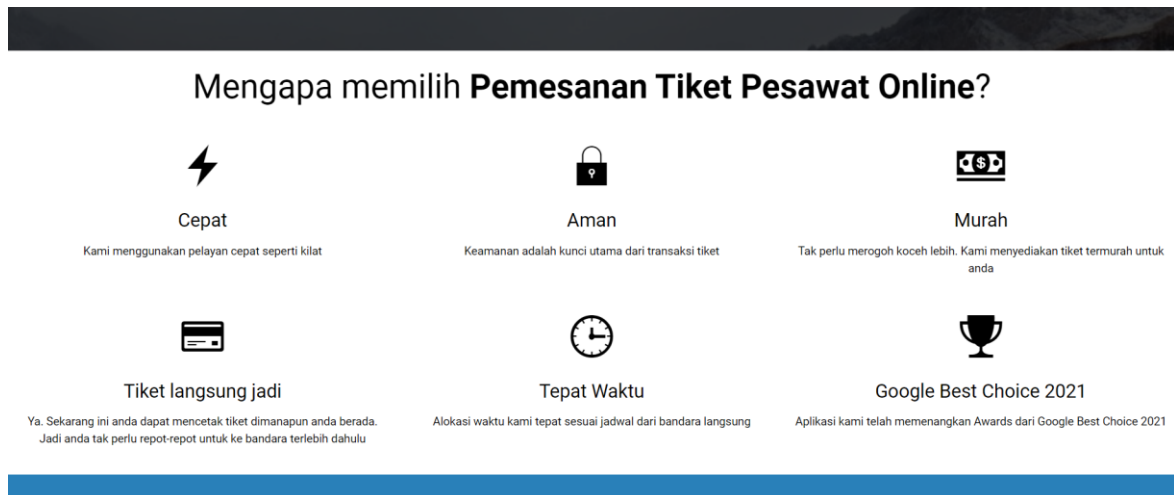 Mengapa memilih Pemesanan Tiket Pesawat Online?
Cepat
Kami menggunakan pelayan cepat seperti kilat
Aman
Keamanan adalah kunci utama dari transaksi tiket
Murah
Tak perlu merogoh koceh lebih. Kami menyediakan tiket termurah untuk
anda
Tiket langsung jadi
Ya. Sekarang ini anda dapat mencetak tiket dimanapun anda berada.
Jadi anda tak perlu repot-repot untuk ke bandara terlebih dahulu
Tepat Waktu
Alokasi waktu kami tepat sesuai jadwal dari bandara langsung
Google Best Choice 2021
Aplikasi kami telah memenangkan Awards dari Google Best Choice 2021